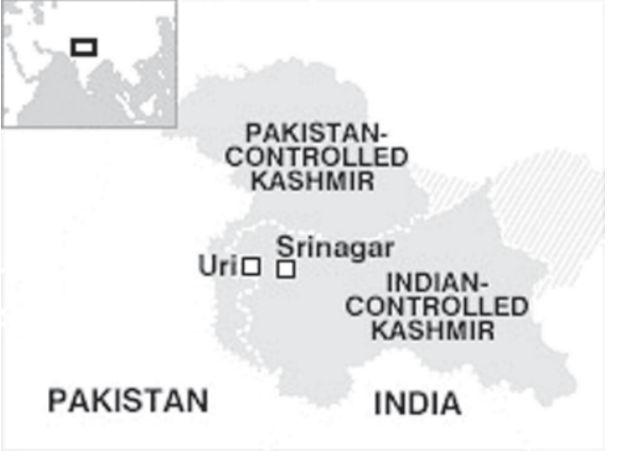 PAKISTAN-
CONTROLLED
KASHMIR
Srinagar
Uri
INDIAN-
CONTROLLED
KASHMIR
PAKISTAN
INDIA